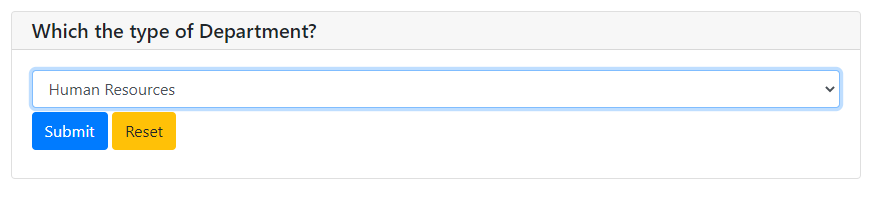 Which the type of Department?
Human Resources
Submit Reset